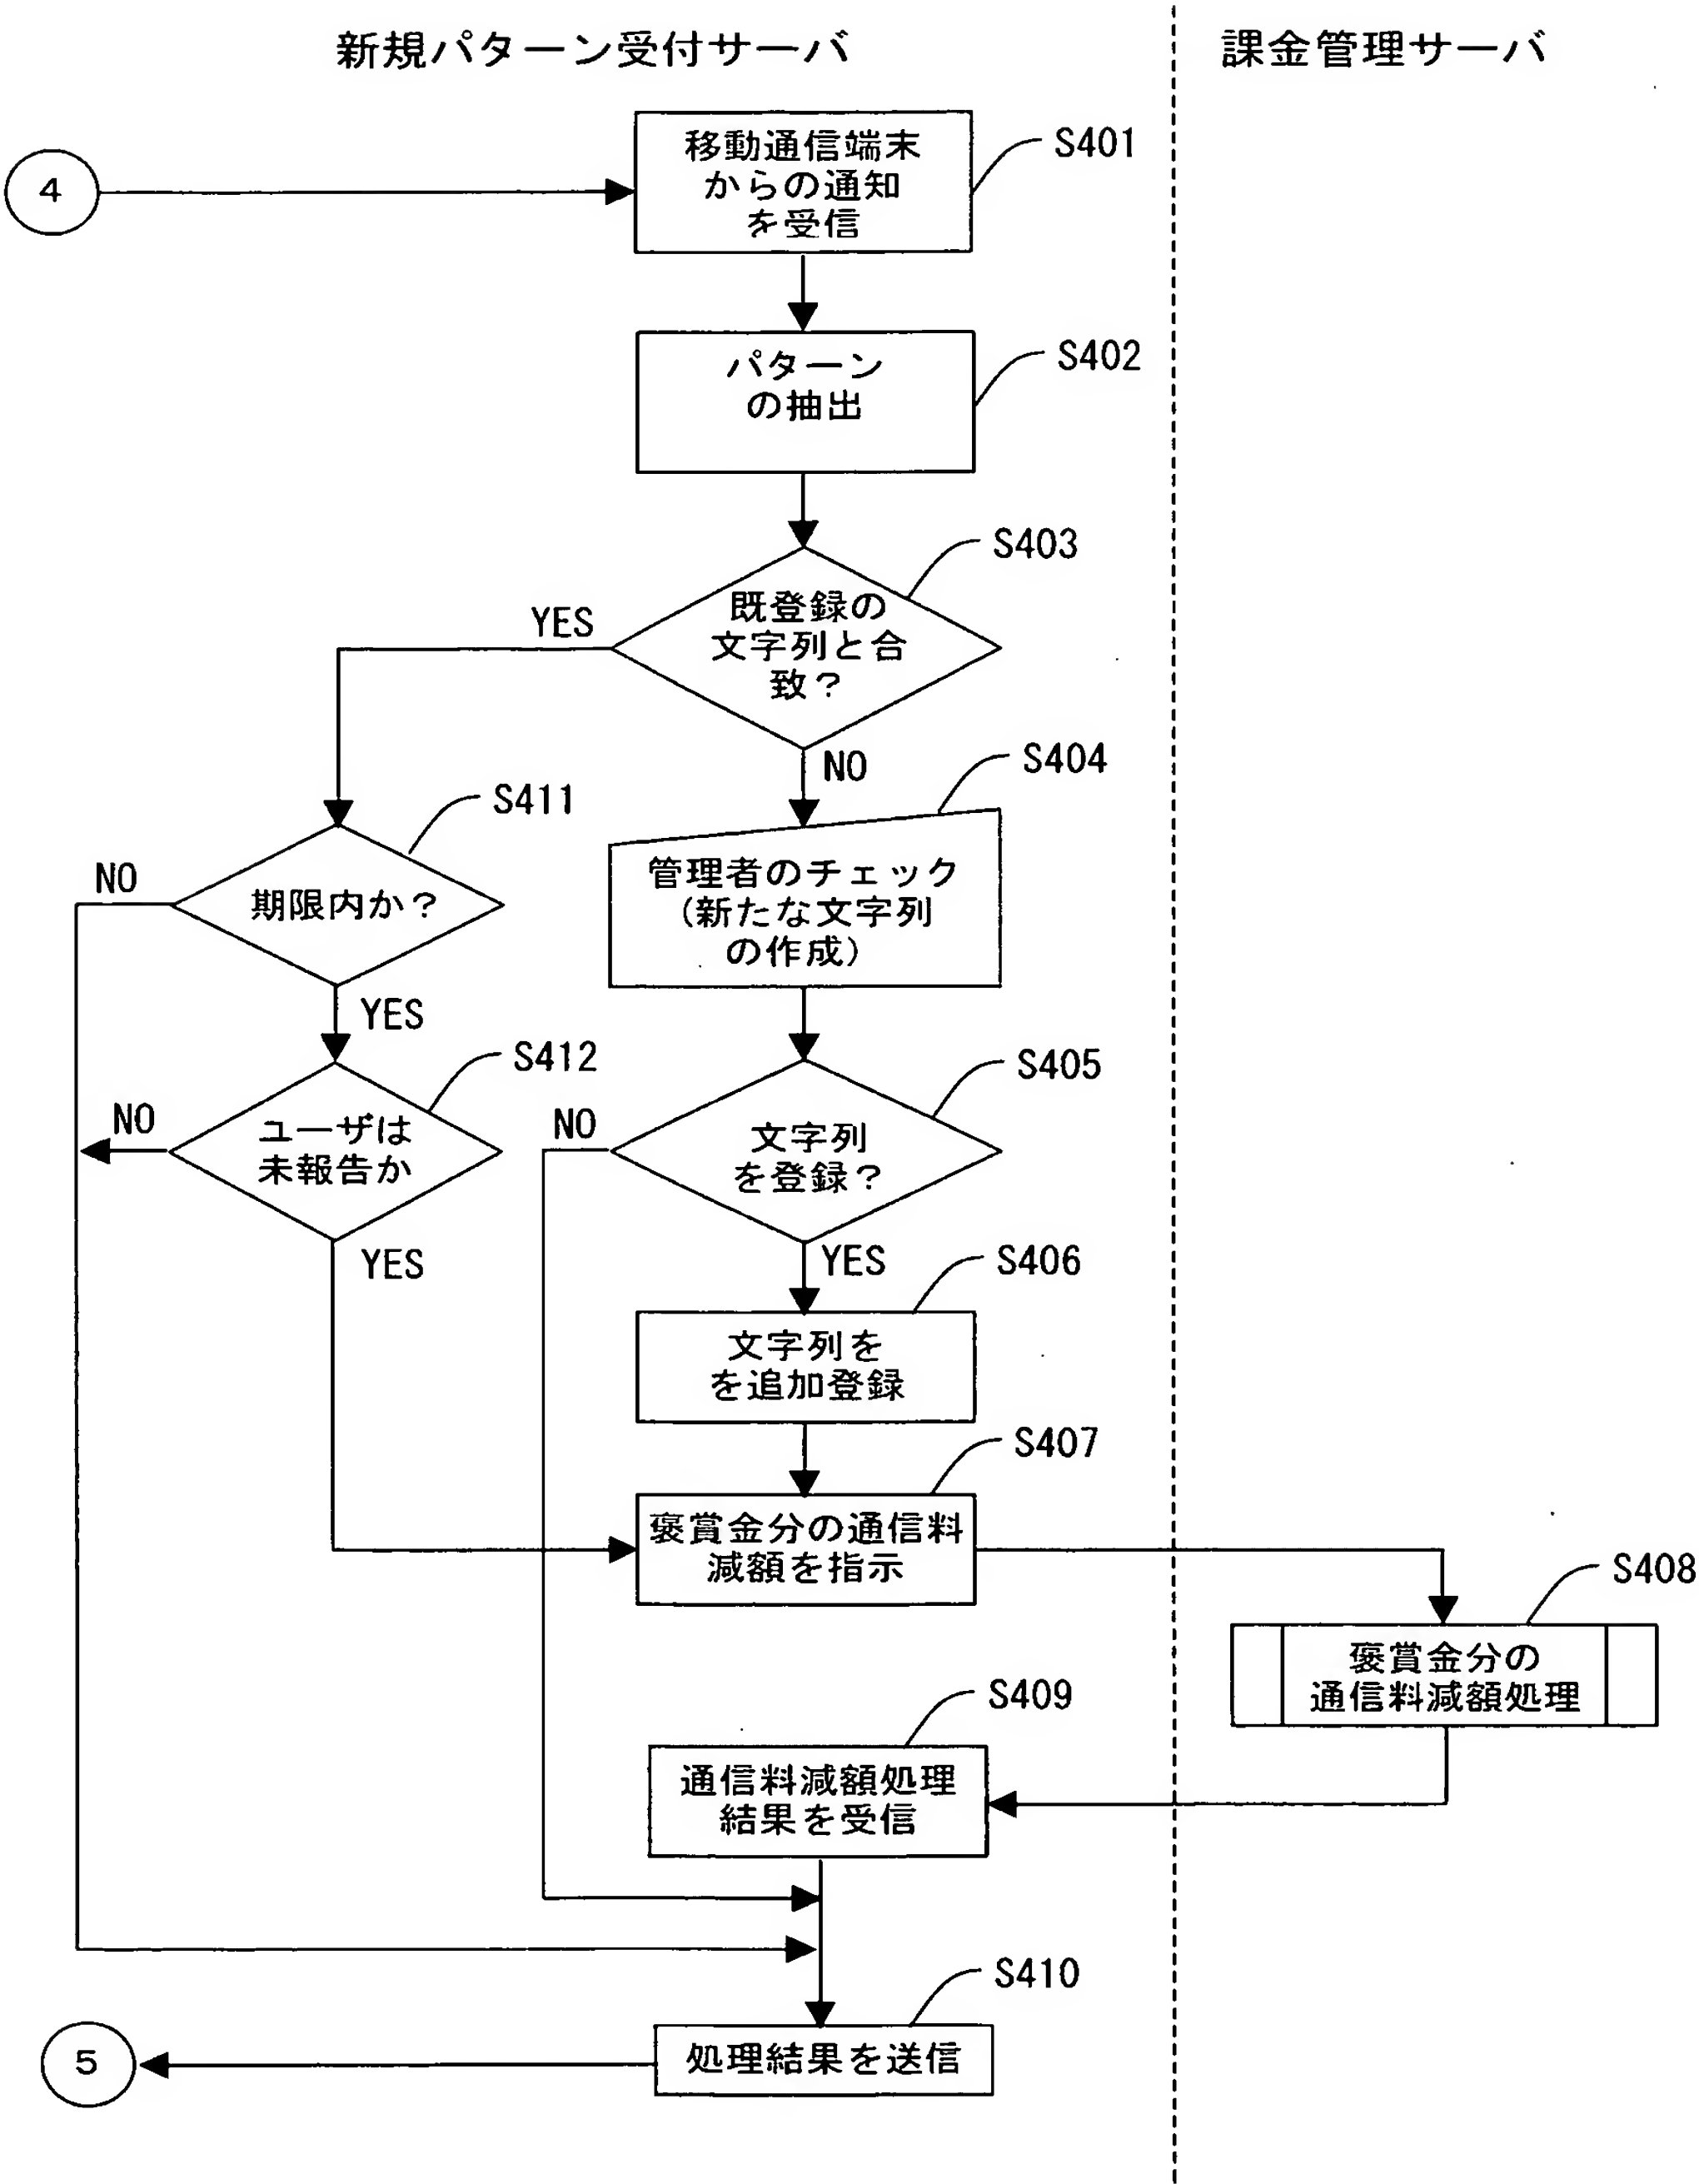 新規パターン受付サーバ
課金管理サーバ
4
移動通信端末
からの通知
を受信
S401
パターン
の抽出
S402
既登録の
文字列と合
致？
S403
YES
NO
管理者のチェック
(新たな文字列
の作成)
S404
期限内か？
S411
NO
YES
ユーザは
未報告か
S412
NO
YES
文字列
を登録？
S405
NO
YES
文字列を
を追加登録
S406
褒賞金分の通信料
減額を指示
S407
褒賞金分の
通信料減額処理
S408
通信料減額処理
結果を受信
S409
処理結果を送信
S410
5